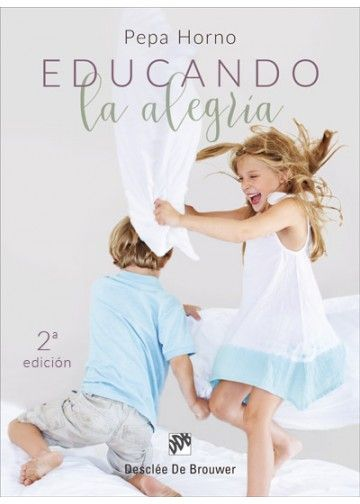 Pepa Horno
EDUCANDO
la alegría
2ª
edición
Desclée De Brouwer